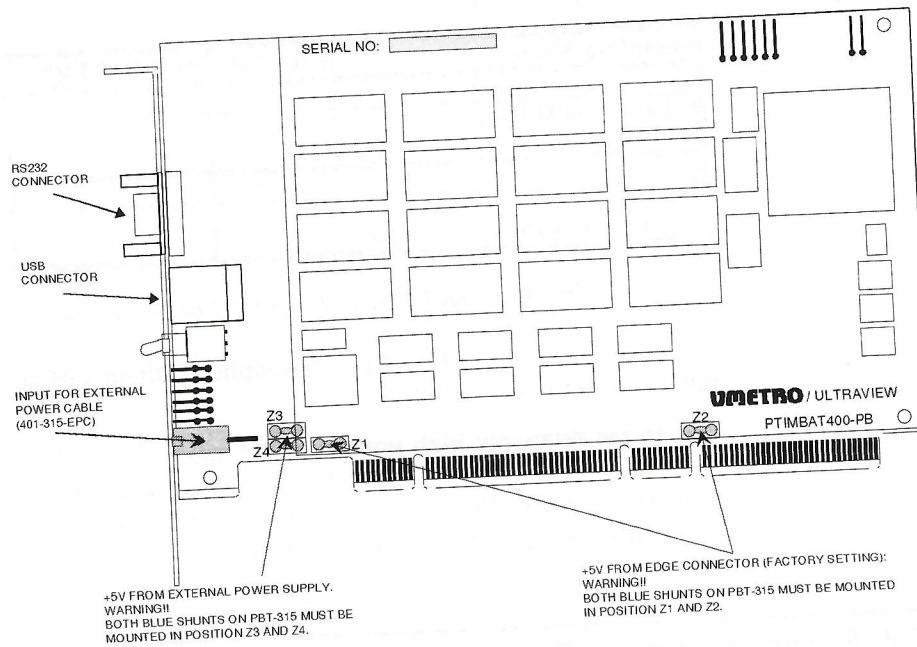 SERIAL NO:
RS232
CONNECTOR
USB
CONNECTOR
INPUT FOR EXTERNAL
POWER CABLE
(401-315-EPC)
Z3
Z4
Z1
Z2
VMETRO / ULTRAVIEW
PTIMBAT400-PB
+5V FROM EXTERNAL POWER SUPPLY.
WARNING!!
BOTH BLUE SHUNTS ON PBT-315 MUST BE
MOUNTED IN POSITION Z3 AND Z4.
+5V FROM EDGE CONNECTOR (FACTORY SETTING):
WARNING!!
BOTH BLUE SHUNTS ON PBT-315 MUST BE MOUNTED
IN POSITION Z1 AND Z2.